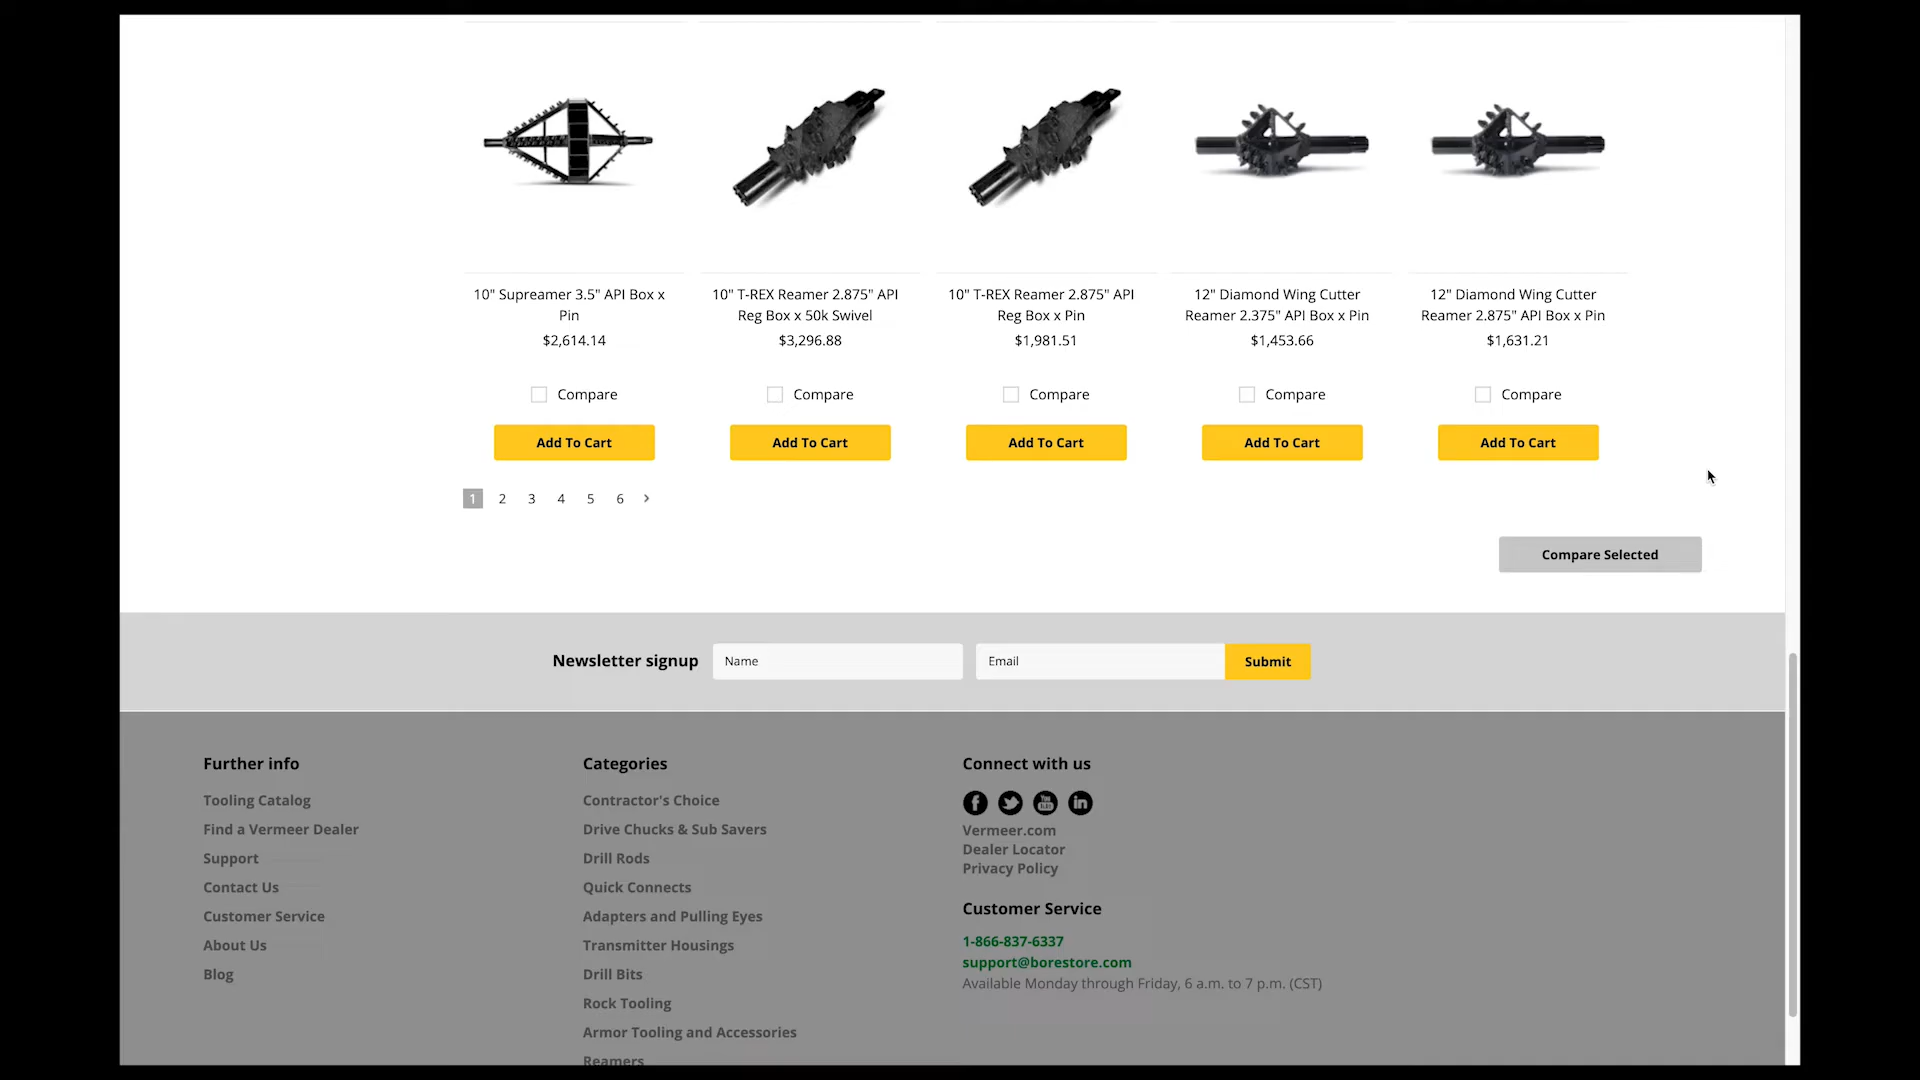 10" Supreamer 3.5" API Box x
Pin
$2,614.14
Compare
Add To Cart
10" T-REX Reamer 2.875" API
Reg Box x 50k Swivel
$3,296.88
Compare
Add To Cart
10" T-REX Reamer 2.875" API
Reg Box x Pin
$1,981.51
Compare
Add To Cart
12" Diamond Wing Cutter
Reamer 2.375" API Box x Pin
$1,453.66
Compare
Add To Cart
12" Diamond Wing Cutter
Reamer 2.875" API Box x Pin
$1,631.21
Compare
Add To Cart
1 2 3 4 5 6 >
Compare Selected
Newsletter signup Name Email Submit
Further info
Tooling Catalog
Find a Vermeer Dealer
Support
Contact Us
Customer Service
About Us
Blog
Categories
Contractor's Choice
Drive Chucks & Sub Savers
Drill Rods
Quick Connects
Adapters and Pulling Eyes
Transmitter Housings
Drill Bits
Rock Tooling
Armor Tooling and Accessories
Reamers
Connect with us
Vermeer.com
Dealer Locator
Privacy Policy
Customer Service
1-866-837-6337
support@borestore.com
Available Monday through Friday, 6 a.m. to 7 p.m. (CST)